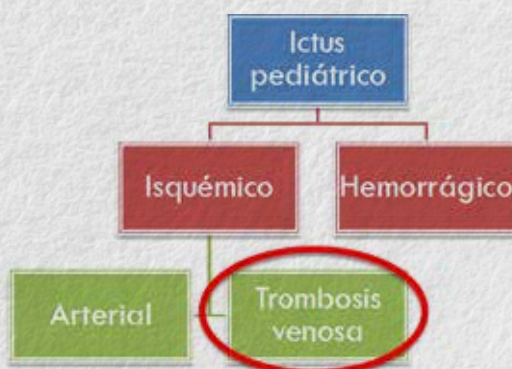 Ictus
pediátrico
Isquémico
Hemorrágico
Arterial
Trombosis
venosa